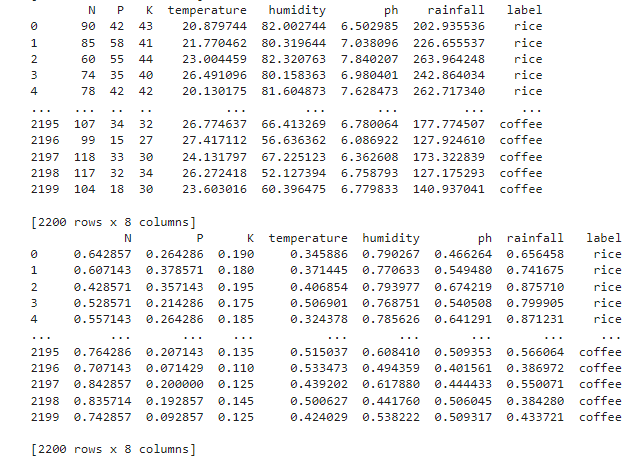 N P K temperature humidity ph rainfall label
0 90 42 43 20.879744 82.002744 6.502985 202.935536 rice
1 85 58 41 21.770462 80.319644 7.038096 226.655537 rice
2 60 55 44 23.004459 82.320763 7.840207 263.964248 rice
3 74 35 40 26.491096 80.158363 6.980401 242.864034 rice
4 78 42 42 20.130175 81.604873 7.628473 262.717340 rice
... ... .. .. ... ... ... ... ...
2195 107 34 32 26.774637 66.413269 6.780064 177.774507 coffee
2196 99 15 27 27.417112 56.636362 6.086922 127.924610 coffee
2197 118 33 30 24.131797 67.225123 6.362608 173.322839 coffee
2198 117 32 34 26.272418 52.127394 6.758793 127.175293 coffee
2199 104 18 30 23.603016 60.396475 6.779833 140.937041 coffee
[2200 rows x 8 columns]
N P K temperature humidity ph rainfall label
0 0.642857 0.264286 0.190 0.345886 0.790267 0.466264 0.656458 rice
1 0.607143 0.378571 0.180 0.371445 0.770633 0.549480 0.741675 rice
2 0.428571 0.357143 0.195 0.406854 0.793977 0.674219 0.875710 rice
3 0.528571 0.214286 0.175 0.506901 0.768751 0.540508 0.799905 rice
4 0.557143 0.264286 0.185 0.324378 0.785626 0.641291 0.871231 rice
... ... ... ... ... ... ... ... ...
2195 0.764286 0.207143 0.135 0.515037 0.608410 0.509353 0.566064 coffee
2196 0.707143 0.071429 0.110 0.533473 0.494359 0.401561 0.386972 coffee
2197 0.842857 0.200000 0.125 0.439202 0.617880 0.444433 0.550071 coffee
2198 0.835714 0.192857 0.145 0.500627 0.441760 0.506045 0.384280 coffee
2199 0.742857 0.092857 0.125 0.424029 0.538222 0.509317 0.433721 coffee
[2200 rows x 8 columns]